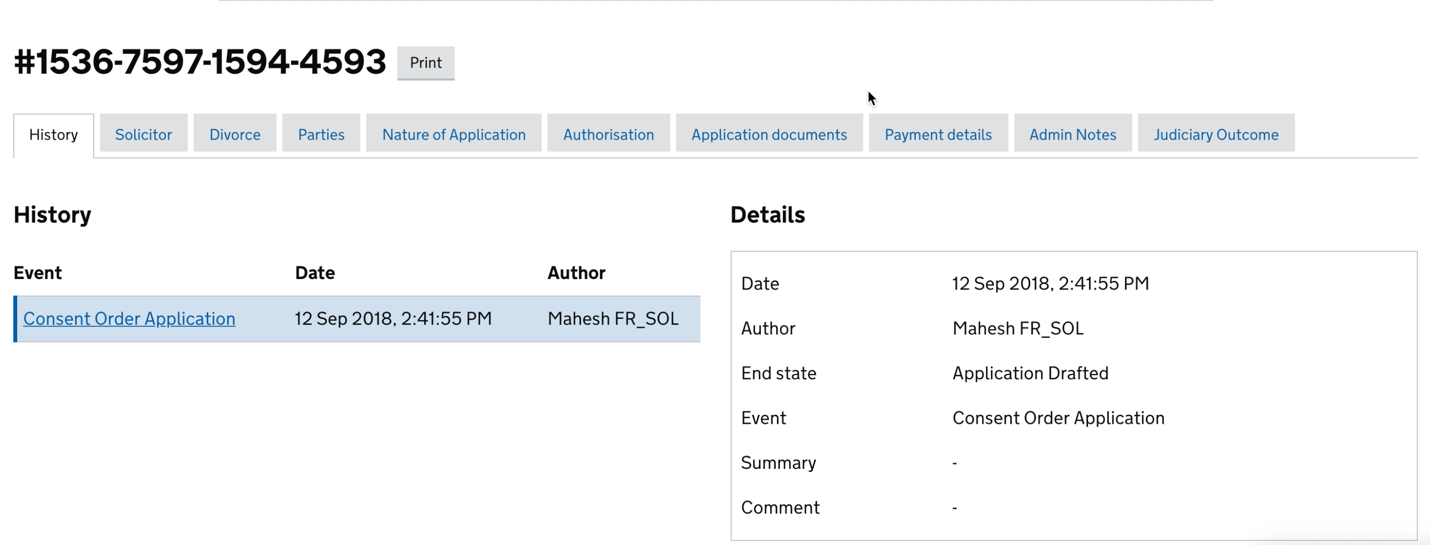 #1536-7597-1594-4593 Print
History Solicitor Divorce Parties Nature of Application Authorisation Application documents Payment details Admin Notes Judiciary Outcome
History
Event Date Author
Consent Order Application 12 Sep 2018, 2:41:55 PM Mahesh FR_SOL
Details
Date 12 Sep 2018, 2:41:55 PM
Author Mahesh FR_SOL
End state Application Drafted
Event Consent Order Application
Summary -
Comment -